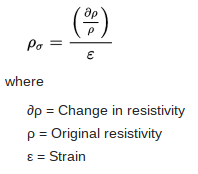 ρσ = (∂ρ/ρ)/ε
where
∂ρ = Change in resistivity
ρ = Original resistivity
ε = Strain